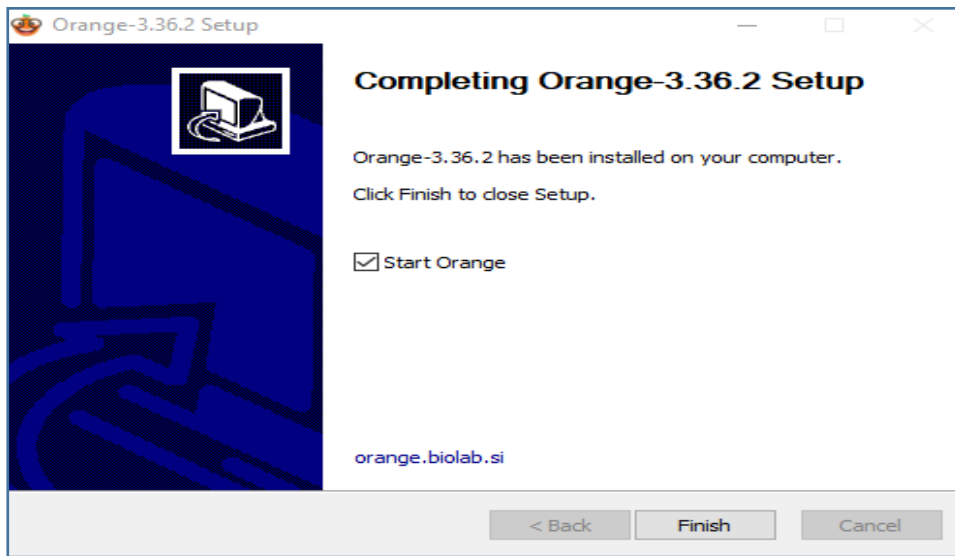 Orange-3.36.2 Setup
Completing Orange-3.36.2 Setup
Orange-3.36.2 has been installed on your computer.
Click Finish to close Setup.
Start Orange
orange.biolab.si
< Back
Finish
Cancel